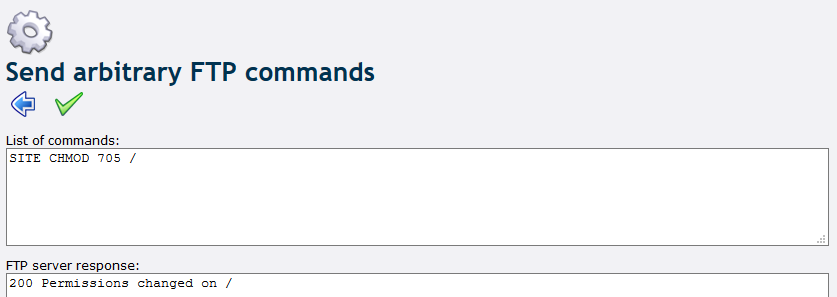 Send arbitrary FTP commands
List of commands:
SITE CHMOD 705 /
FTP server response:
200 Permissions changed on /